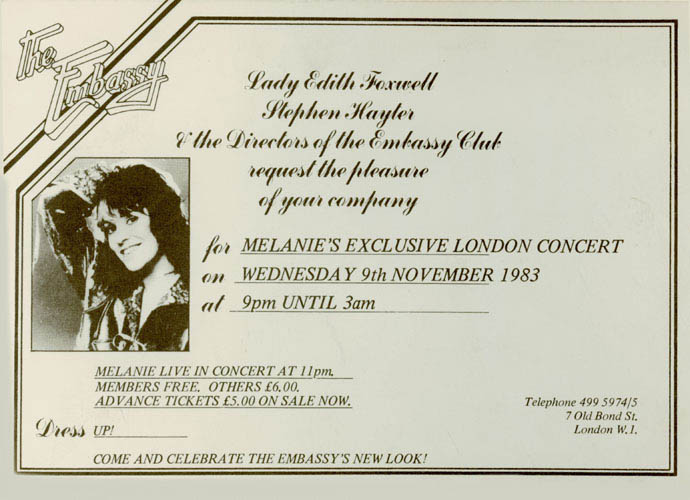 The
Embassy
Lady Edith Foxwell
Stephen Hayter
& the Directors of the Embassy Club
request the pleasure
of your company
for MELANIE'S EXCLUSIVE LONDON CONCERT
on WEDNESDAY 9th NOVEMBER 1983
at 9pm UNTIL 3am
MELANIE LIVE IN CONCERT AT 11pm.
MEMBERS FREE. OTHERS £6.00.
ADVANCE TICKETS £5.00 ON SALE NOW.
Dress UP!
COME AND CELEBRATE THE EMBASSY'S NEW LOOK!
Telephone 499 5974/5
7 Old Bond St.
London W.1.